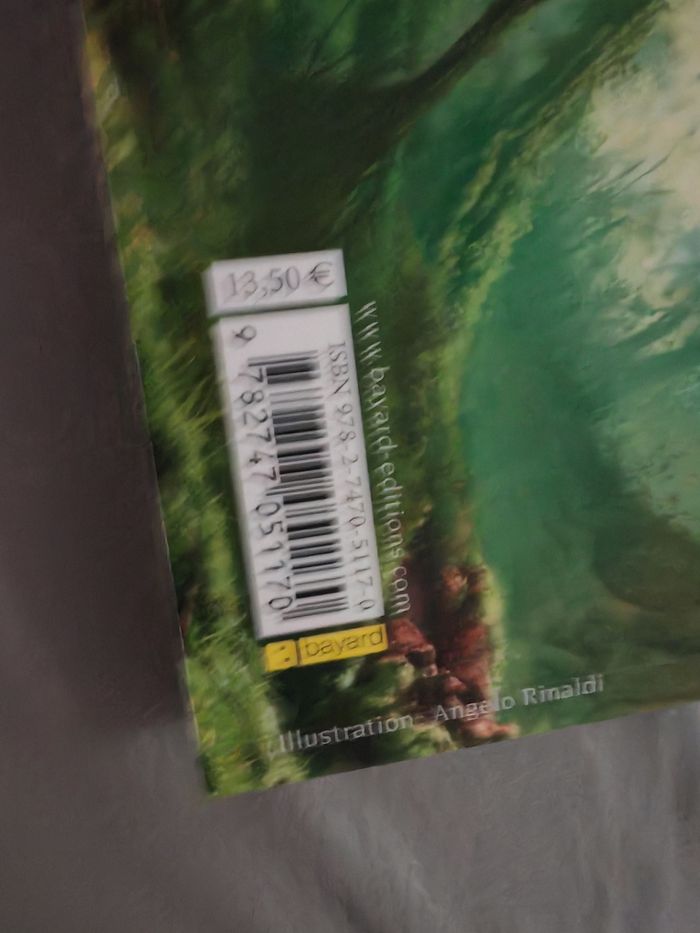 13,50 €
www.bayard-editions.com
ISBN 978-2-7470-5117-0
9 782747 051170
bayard
Illustration : Angelo Rinaldi